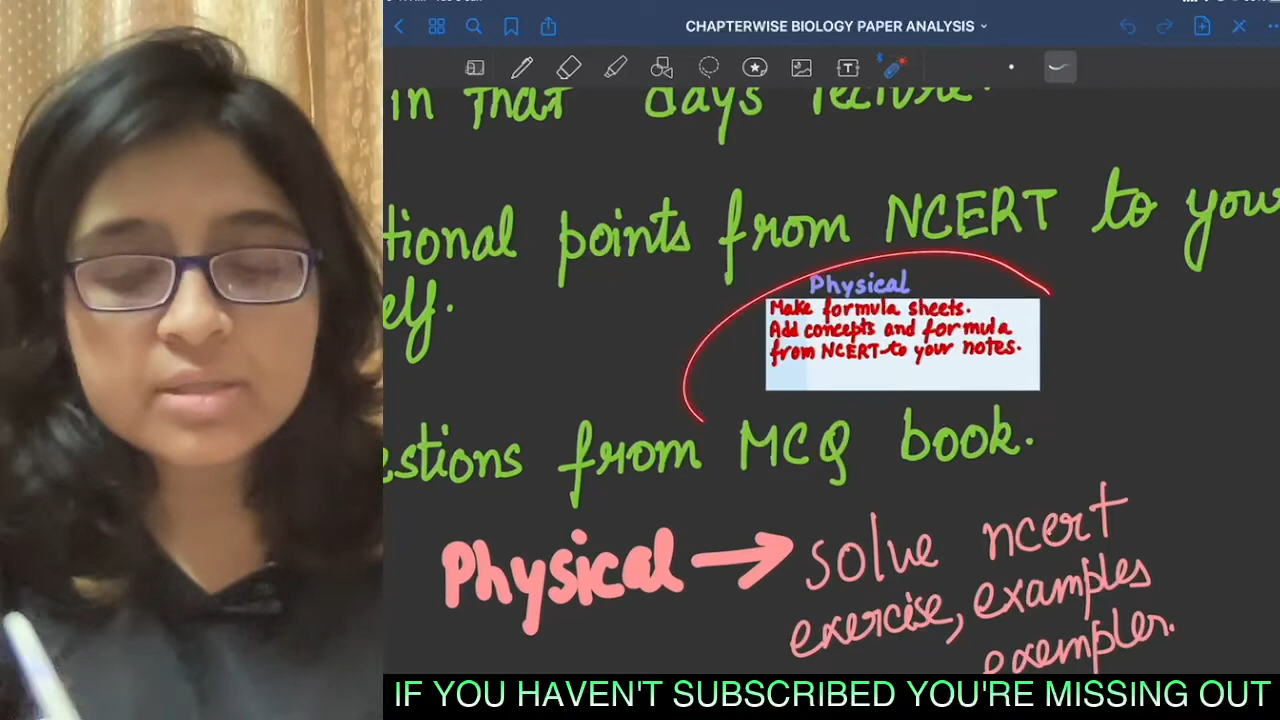 CHAPTERWISE BIOLOGY PAPER ANALYSIS
in that days lecture.
tional points from NCERT to your
elf.
Physical
Make formula sheets.
Add concepts and formula
from NCERT to your notes.
estions from MCQ book.
Physical → solve ncert
exercise, examples
exempler.
IF YOU HAVEN'T SUBSCRIBED YOU'RE MISSING OUT